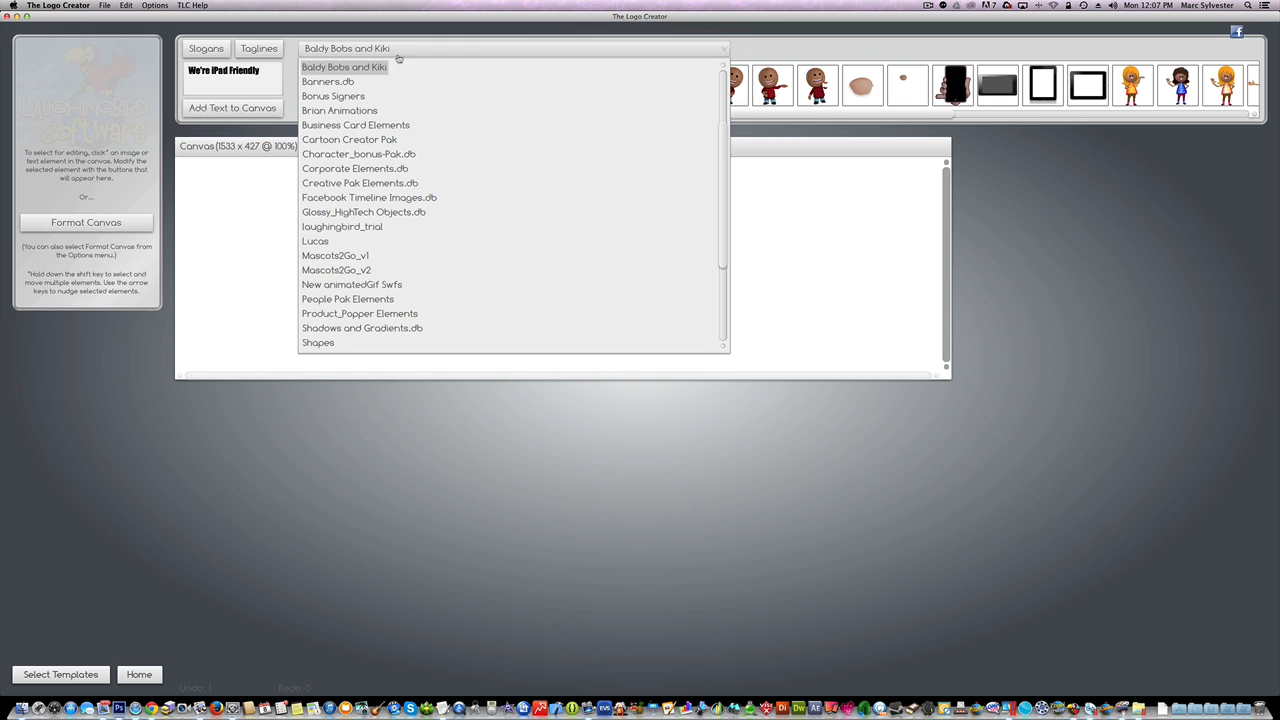 The Logo Creator File Edit Options TLC Help
Mon 12:07 PM Marc Sylvester
The Logo Creator
Slogans Taglines
Baldy Bobs and Kiki
We're iPad Friendly
Add Text to Canvas
Baldy Bobs and Kiki
Banners.db
Bonus Signers
Brian Animations
Business Card Elements
Cartoon Creator Pak
Character_bonus-Pak.db
Corporate Elements.db
Creative Pak Elements.db
Facebook Timeline Images.db
Glossy_HighTech Objects.db
laughingbird_trial
Lucas
Mascots2Go_v1
Mascots2Go_v2
New animatedGif Swfs
People Pak Elements
Product_Popper Elements
Shadows and Gradients.db
Shapes
Canvas(1533 x 427 @ 100%)
To select for editing, click* an image or
text element in the canvas. Modify the
selected element with the buttons that
will appear here.
Or...
Format Canvas
(You can also select Format Canvas from
the Options menu.)
*Hold down the shift key to select and
move multiple elements. Use the arrow
keys to nudge selected elements.
Select Templates Home
Undo: 1 Redo: 0